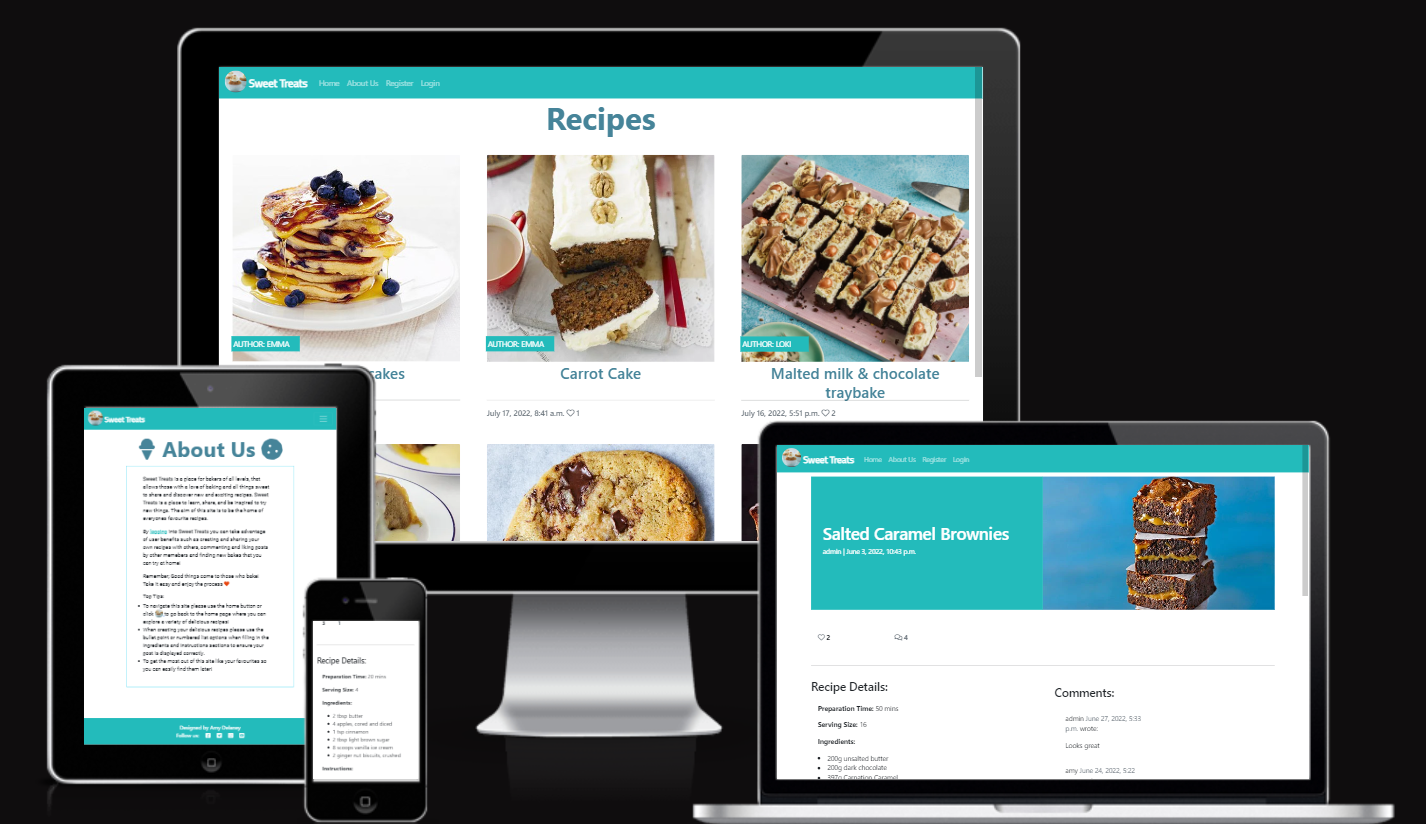 Sweet Treats Home About Us Register Login
Recipes
AUTHOR: EMMA
AUTHOR: EMMA
AUTHOR: LOKI
cakes
Carrot Cake
Malted milk & chocolate
traybake
July 17, 2022, 8:41 a.m. 1
July 16, 2022, 5:51 p.m. 2
Sweet Treats
About Us
Sweet Treats is a place for bakers of all levels, that
allows those with a love of baking and all things sweet
to share and discover new and exciting recipes. Sweet
Treats is a place to learn, share, and be inspired to try
new things. The aim of this site is to be the home of
everyones favourite recipes.
By logging into Sweet Treats you can take advantage
of user benefits such as creating and sharing your
own recipes with others, commenting and liking posts
by other members and finding new bakes that you
can try at home!
Remember, Good things come to those who bake!
Take it easy and enjoy the process
Top Tips:
To navigate this site please use the home button or
click to go back to the home page where you can
explore a variety of delicious recipes!
When creating your delicious recipes please use the
bullet point or numbered list options when filling in the
ingredients and instructions sections to ensure your
post is displayed correctly.
To get the most out of this site like your favourites so
you can easily find them later!
Designed by Amy Delaney
Follow us:
3 1
Recipe Details:
Preparation Time: 20 mins
Serving Size: 4
Ingredients:
2 tbsp butter
4 apples, cored and diced
1 tsp cinnamon
2 tbsp light brown sugar
8 scoops vanilla ice cream
2 ginger nut biscuits, crushed
Instructions:
Sweet Treats Home About Us Register Login
Salted Caramel Brownies
admin | June 3, 2022, 10:43 p.m.
2 4
Recipe Details:
Preparation Time: 50 mins
Serving Size: 16
Ingredients:
200g unsalted butter
200g dark chocolate
397g Carnation Caramel
Comments:
admin June 27, 2022, 5:33
p.m. wrote:
Looks great
amy June 24, 2022, 5:22